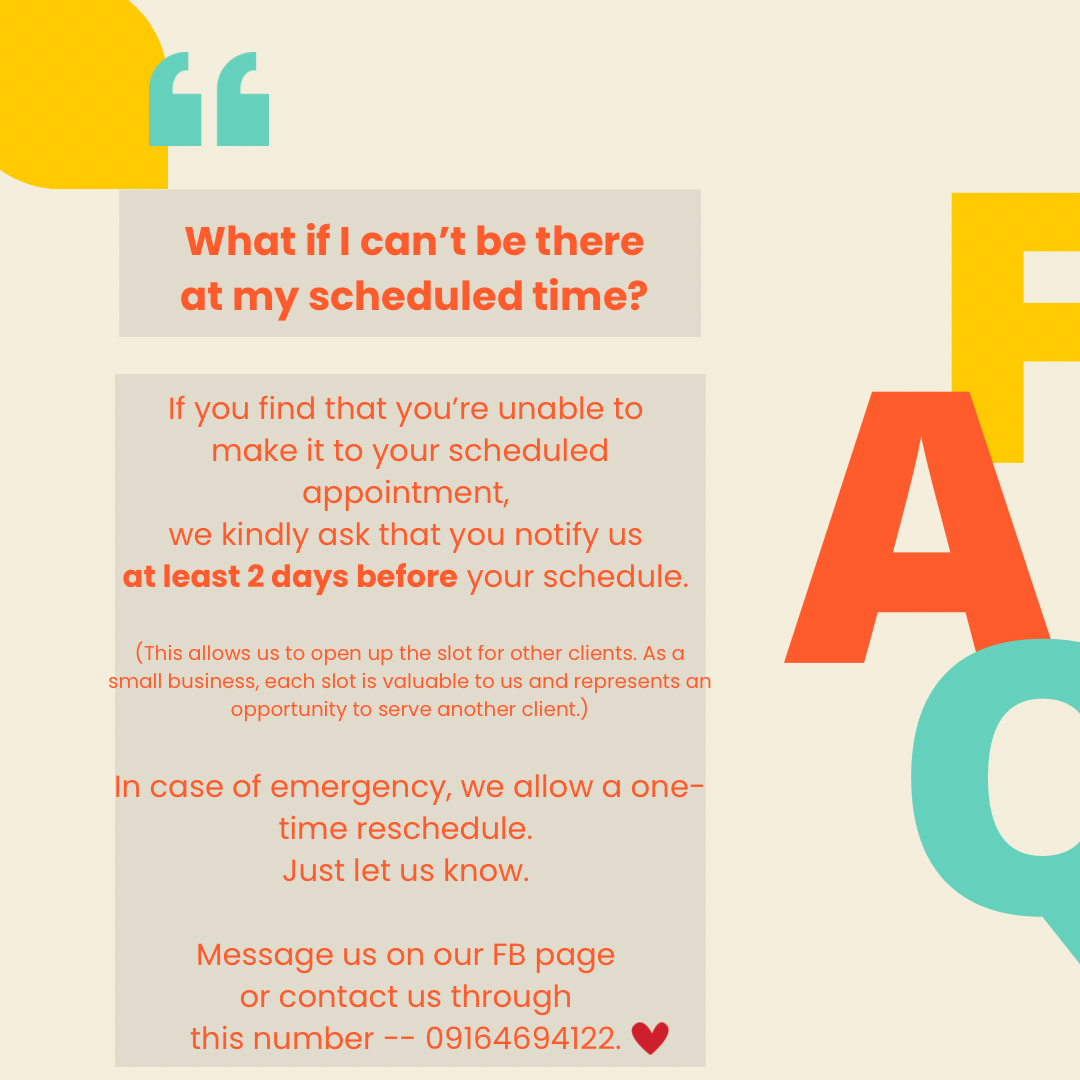 “
What if I can’t be there
at my scheduled time?
If you find that you’re unable to
make it to your scheduled
appointment,
we kindly ask that you notify us
at least 2 days before your schedule.
(This allows us to open up the slot for other clients. As a
small business, each slot is valuable to us and represents an
opportunity to serve another client.)
In case of emergency, we allow a one-
time reschedule.
Just let us know.
Message us on our FB page
or contact us through
this number -- 09164694122. ❤
F
A
Q